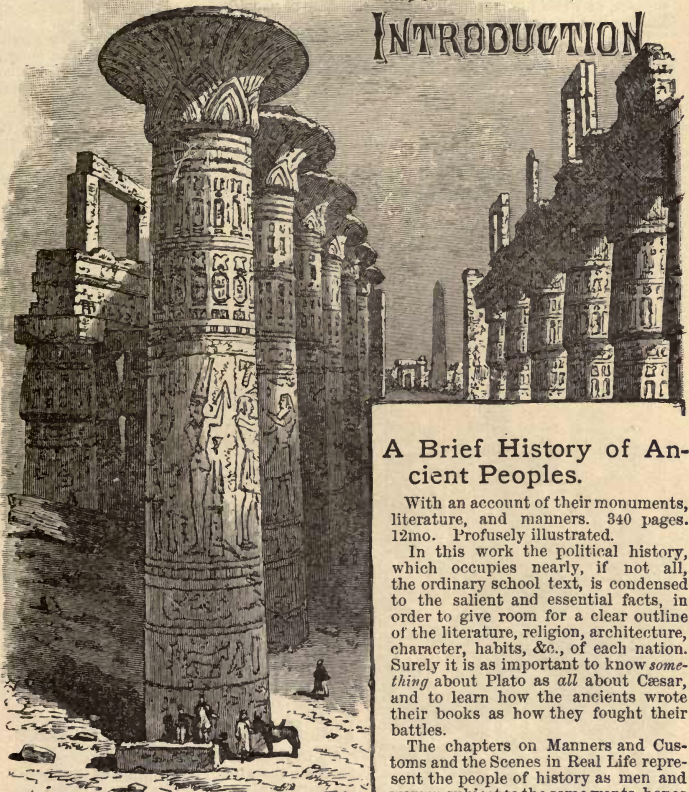 INTRODUCTION
A Brief History of An-
cient Peoples.
With an account of their monuments,
literature, and manners. 340 pages.
12mo. Profusely illustrated.
In this work the political history,
which occupies nearly, if not all,
the ordinary school text, is condensed
to the salient and essential facts, in
order to give room for a clear outline
of the literature, religion, architecture,
character, habits, &c., of each nation.
Surely it is as important to know some-
thing about Plato as all about Cæsar,
and to learn how the ancients wrote
their books as how they fought their
battles.
The chapters on Manners and Cus-
toms and the Scenes in Real Life repre-
sent the people of history as men and